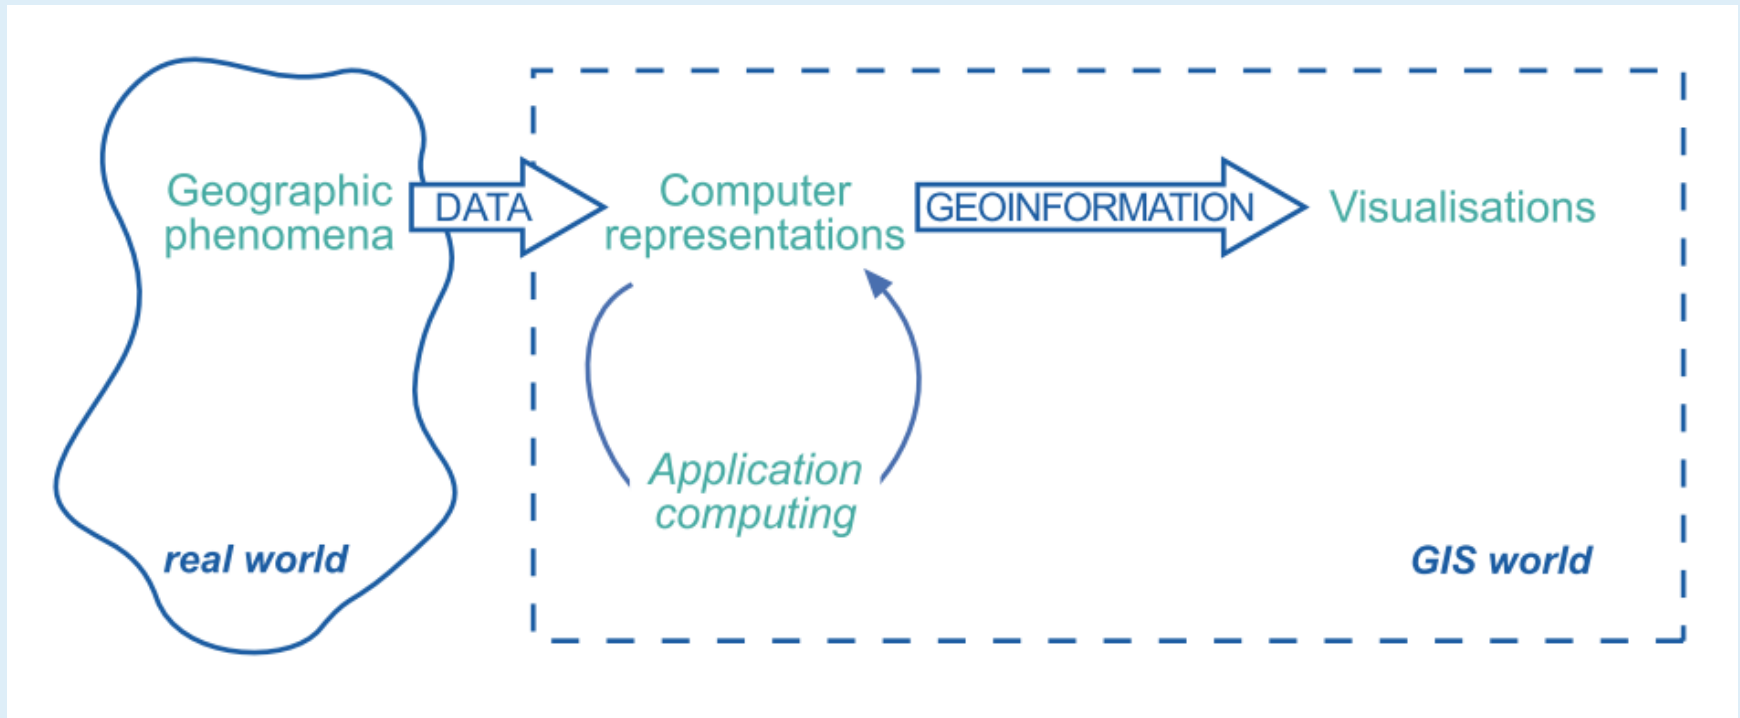 Geographic
phenomena
DATA
Computer
representations
GEOINFORMATION
Visualisations
Application
computing
real world
GIS world